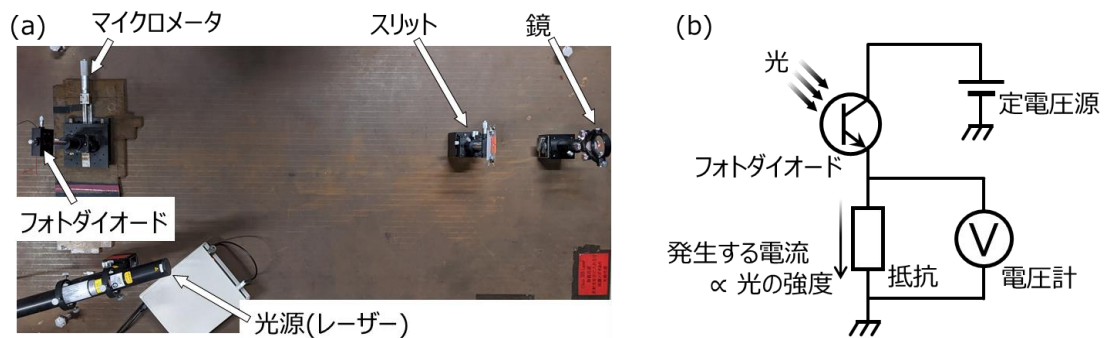 (a)
マイクロメータ
スリット
鏡
フォトダイオード
光源(レーザー)
(b)
光
定電圧源
フォトダイオード
発生する電流
∝ 光の強度
抵抗
V
電圧計